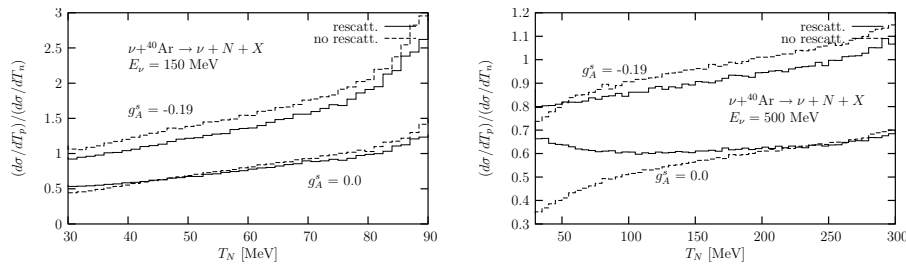 3
2.5
2
1.5
1
0.5
0
30
40
50
60
70
80
90
(dσ/dT_p)/(dσ/dT_n)
T_N [MeV]
rescatt.
no rescatt.
ν+⁴⁰Ar → ν + N + X
E_ν = 150 MeV
g_A^s = -0.19
g_A^s = 0.0
1.2
1.1
1
0.9
0.8
0.7
0.6
0.5
0.4
0.3
50
100
150
200
250
300
(dσ/dT_p)/(dσ/dT_n)
T_N [MeV]
rescatt.
no rescatt.
g_A^s = -0.19
ν+⁴⁰Ar → ν + N + X
E_ν = 500 MeV
g_A^s = 0.0